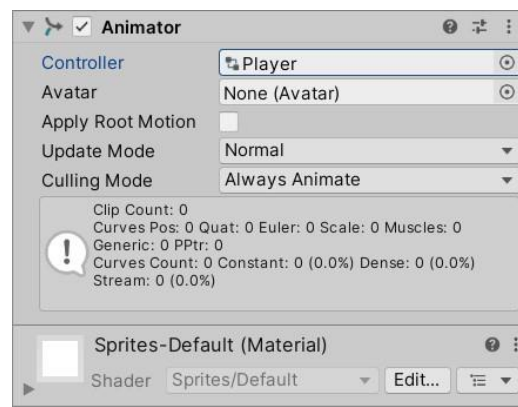 Animator
Controller Player
Avatar None (Avatar)
Apply Root Motion
Update Mode Normal
Culling Mode Always Animate
Clip Count: 0
Curves Pos: 0 Quat: 0 Euler: 0 Scale: 0 Muscles: 0
Generic: 0 PPtr: 0
Curves Count: 0 Constant: 0 (0.0%) Dense: 0 (0.0%)
Stream: 0 (0.0%)
Sprites-Default (Material)
Shader Sprites/Default Edit...